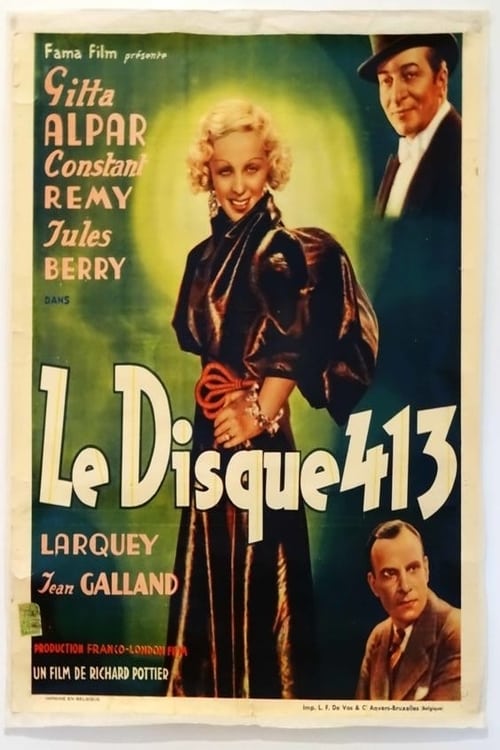 Fama Film présente
Gitta
ALPAR
Constant
REMY
Jules
BERRY
DANS
Le Disque 413
LARQUEY
Jean GALLAND
PRODUCTION FRANCO-LONDON FILM
UN FILM DE RICHARD POTTIER
IMPRIMÉ EN BELGIQUE
Imp. L. F. De Vos & C° Anvers-Bruxelles (Belgique)